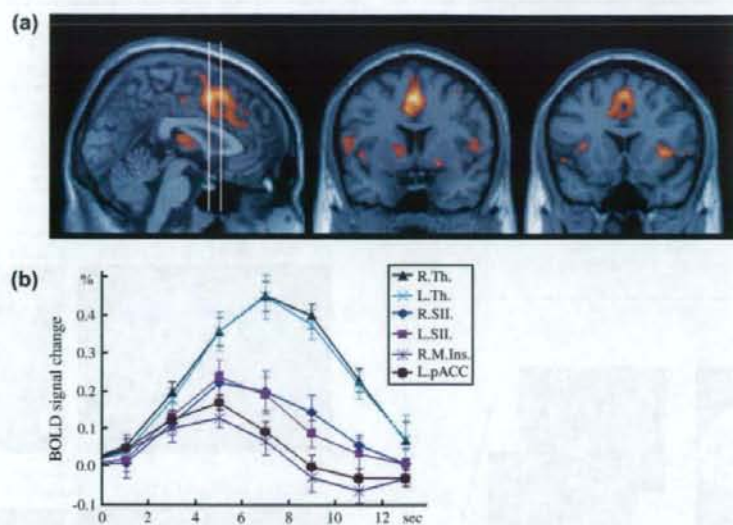 (a)
(b)
%
0.4
0.3
0.2
0.1
0.0
-0.1
BOLD signal change
0 2 4 6 8 10 12 sec
R.Th.
L.Th.
R.SII.
L.SII.
R.M.Ins.
L.pACC